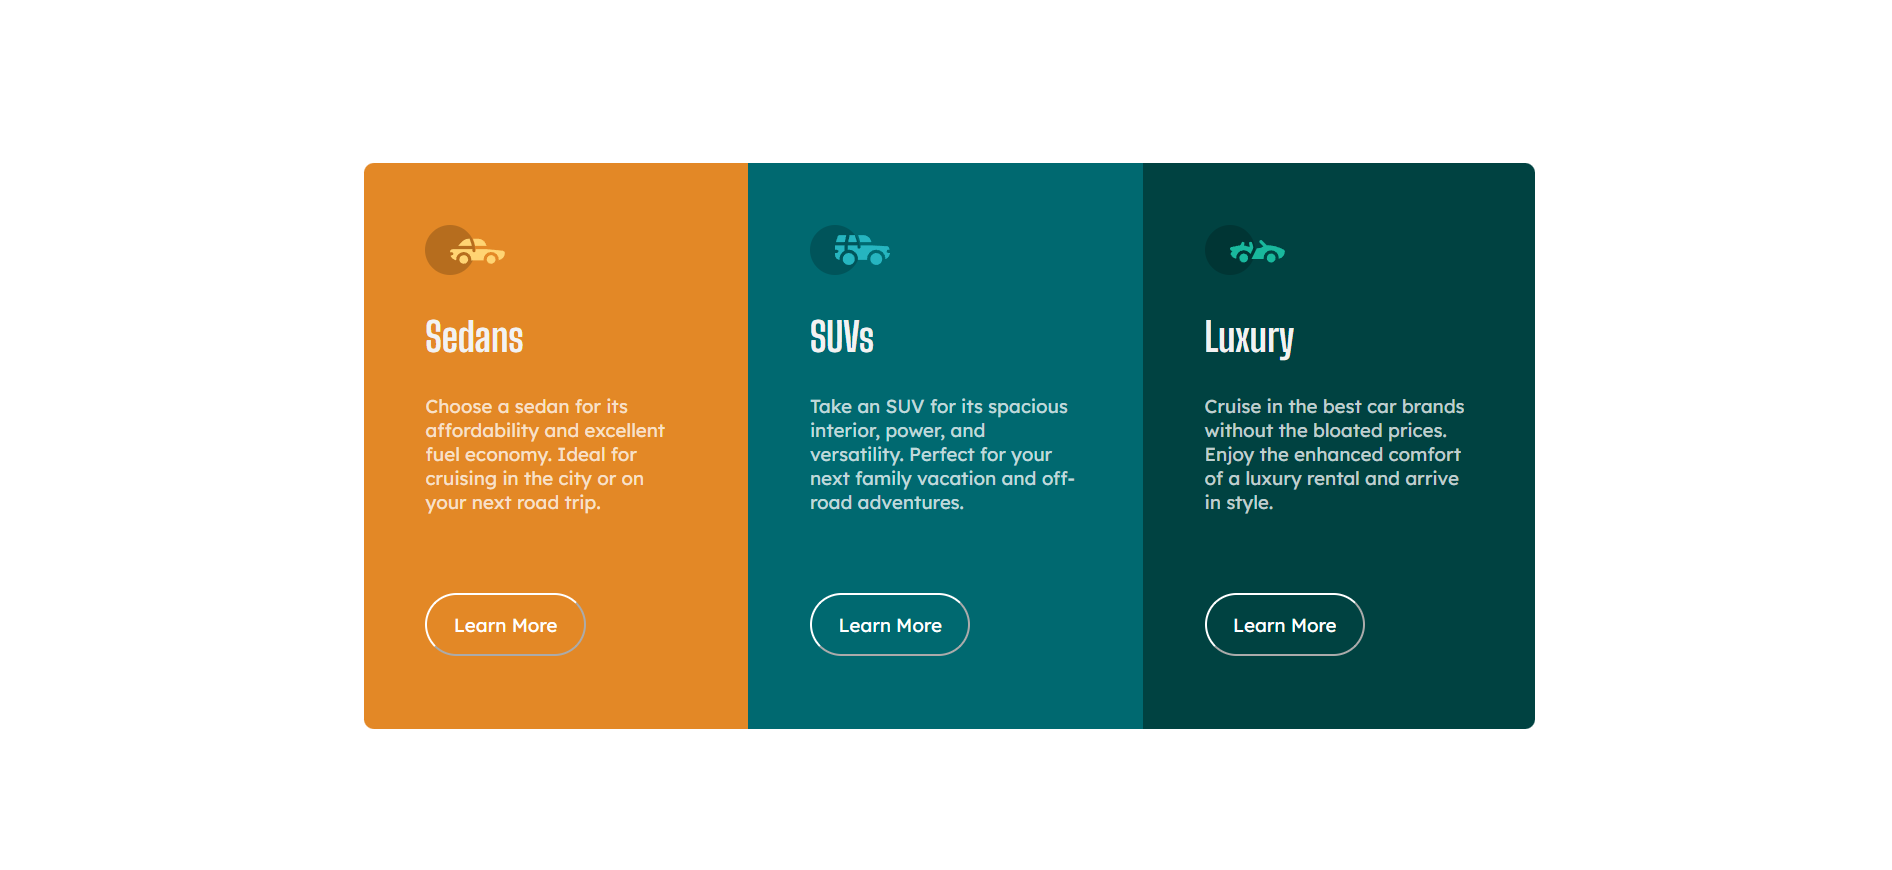 Sedans
Choose a sedan for its
affordability and excellent
fuel economy. Ideal for
cruising in the city or on
your next road trip.
Learn More
SUVs
Take an SUV for its spacious
interior, power, and
versatility. Perfect for your
next family vacation and off-
road adventures.
Learn More
Luxury
Cruise in the best car brands
without the bloated prices.
Enjoy the enhanced comfort
of a luxury rental and arrive
in style.
Learn More